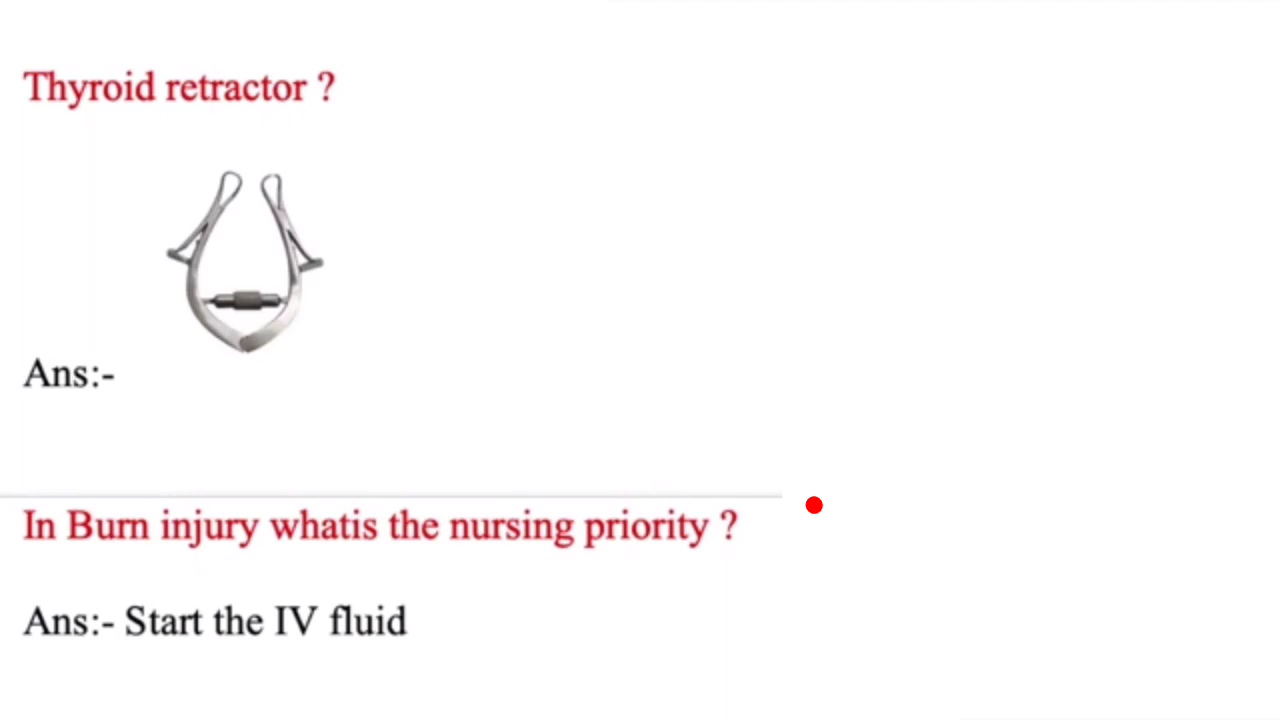 Thyroid retractor ?
Ans:-
In Burn injury whatis the nursing priority ?
Ans:- Start the IV fluid